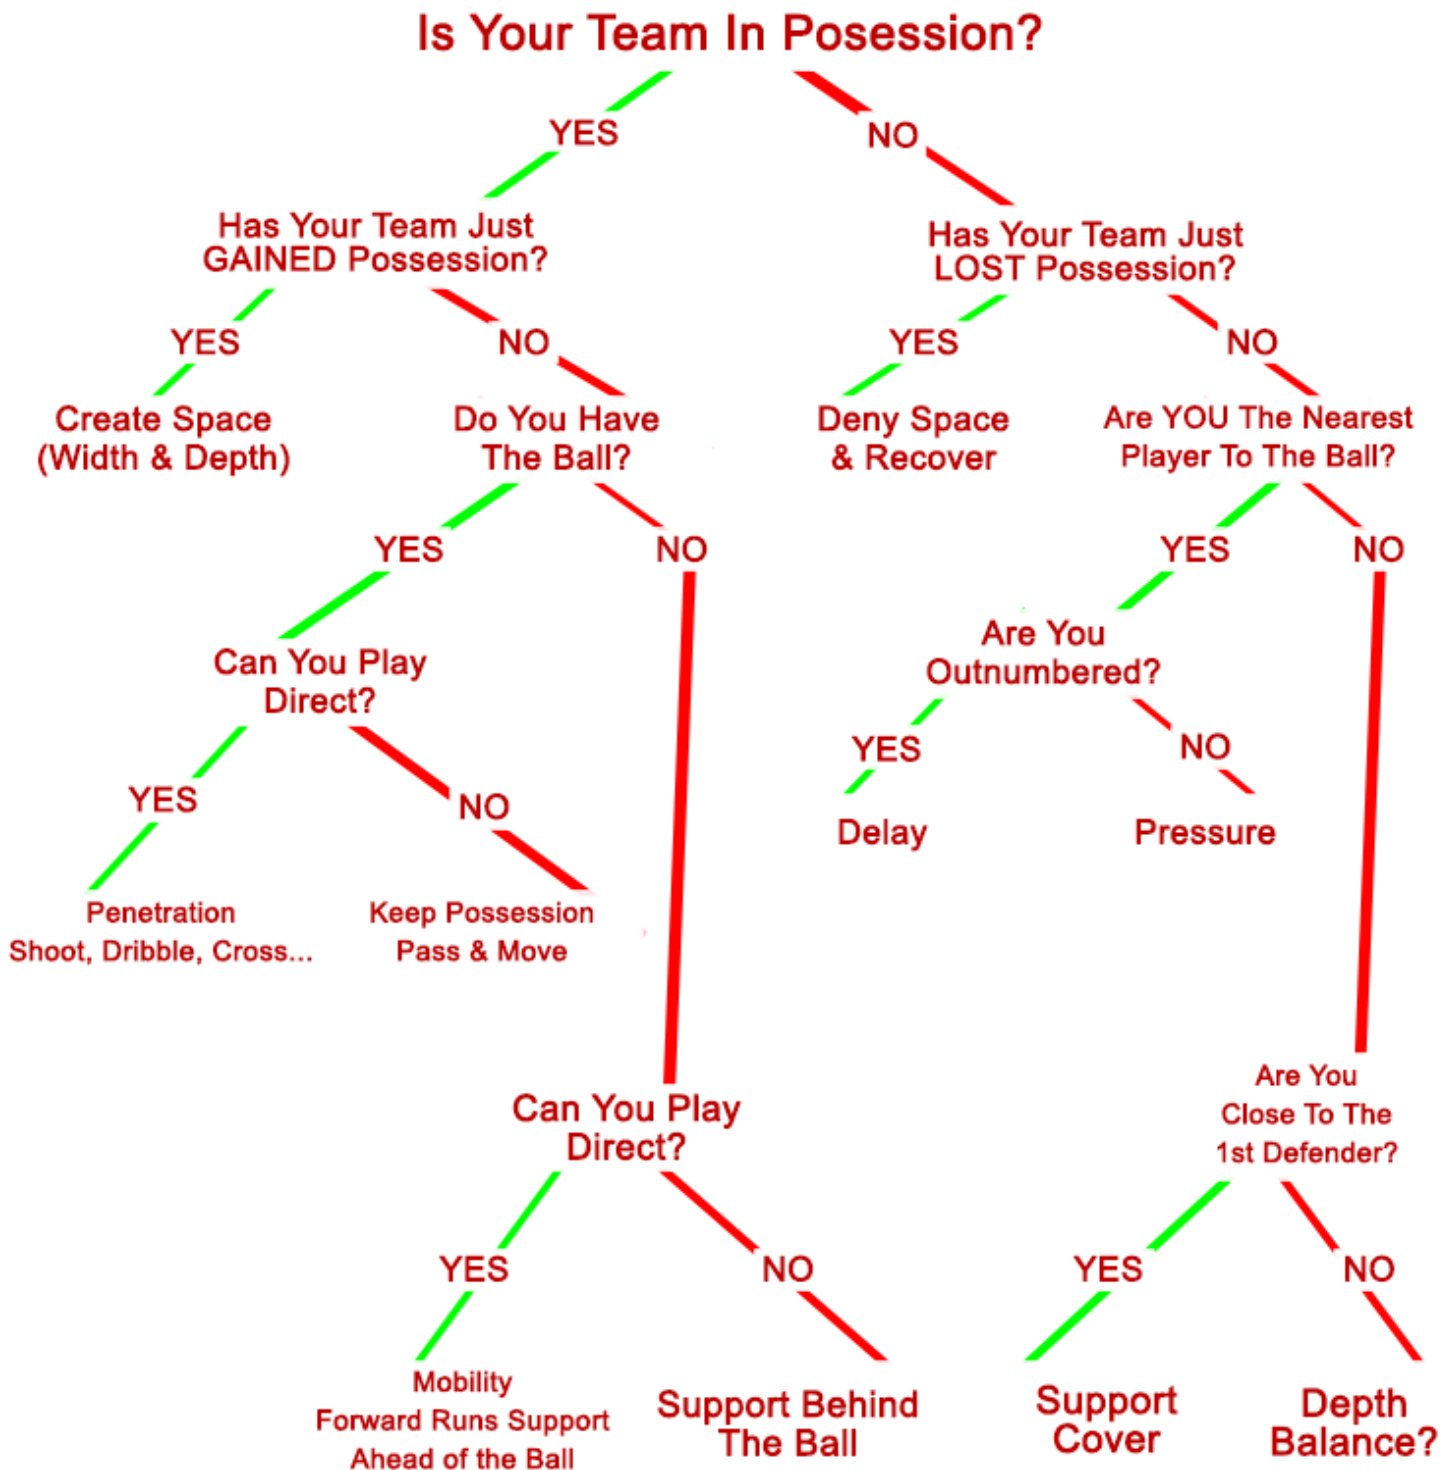 Is Your Team In Posession?
YES
NO
Has Your Team Just
GAINED Possession?
Has Your Team Just
LOST Possession?
YES
NO
YES
NO
Create Space
(Width & Depth)
Do You Have
The Ball?
Deny Space
& Recover
Are YOU The Nearest
Player To The Ball?
YES
NO
YES
NO
Can You Play
Direct?
Are You
Outnumbered?
YES
NO
YES
NO
Delay
Pressure
Penetration
Shoot, Dribble, Cross...
Keep Possession
Pass & Move
Can You Play
Direct?
Are You
Close To The
1st Defender?
YES
NO
YES
NO
Mobility
Forward Runs Support
Ahead of the Ball
Support Behind
The Ball
Support
Cover
Depth
Balance?